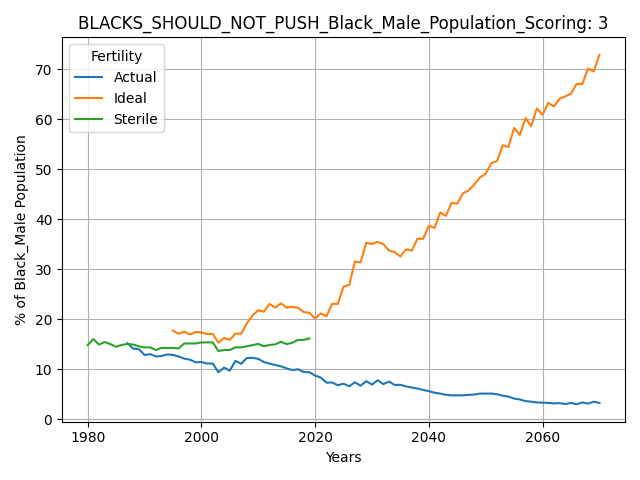 BLACKS_SHOULD_NOT_PUSH_Black_Male_Population_Scoring: 3
Fertility
Actual
Ideal
Sterile
% of Black_Male Population
70
60
50
40
30
20
10
0
1980
2000
2020
2040
2060
Years